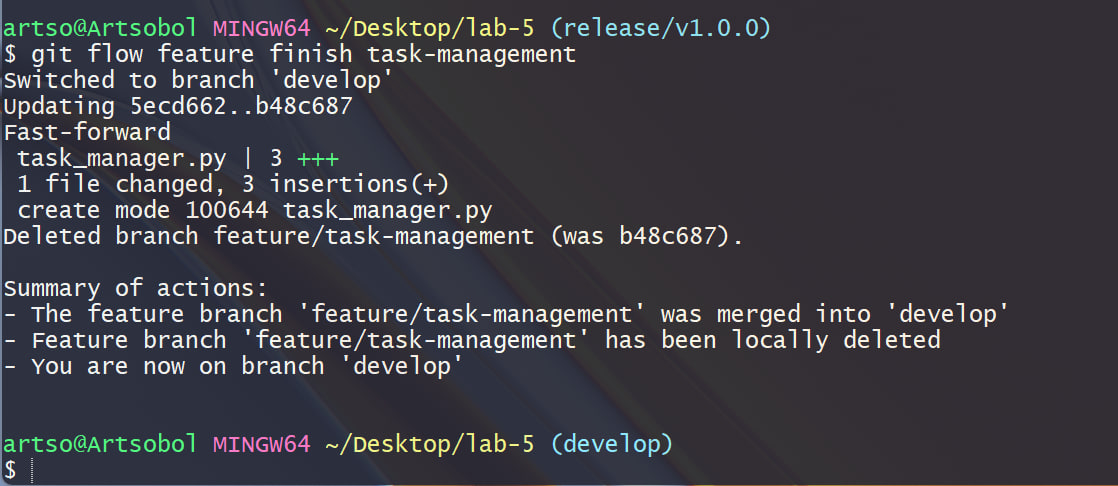 artso@Artsobol MINGW64 ~/Desktop/lab-5 (release/v1.0.0)
$ git flow feature finish task-management
Switched to branch 'develop'
Updating 5ecd662..b48c687
Fast-forward
 task_manager.py | 3 +++
 1 file changed, 3 insertions(+)
 create mode 100644 task_manager.py
Deleted branch feature/task-management (was b48c687).

Summary of actions:
- The feature branch 'feature/task-management' was merged into 'develop'
- Feature branch 'feature/task-management' has been locally deleted
- You are now on branch 'develop'

artso@Artsobol MINGW64 ~/Desktop/lab-5 (develop)
$